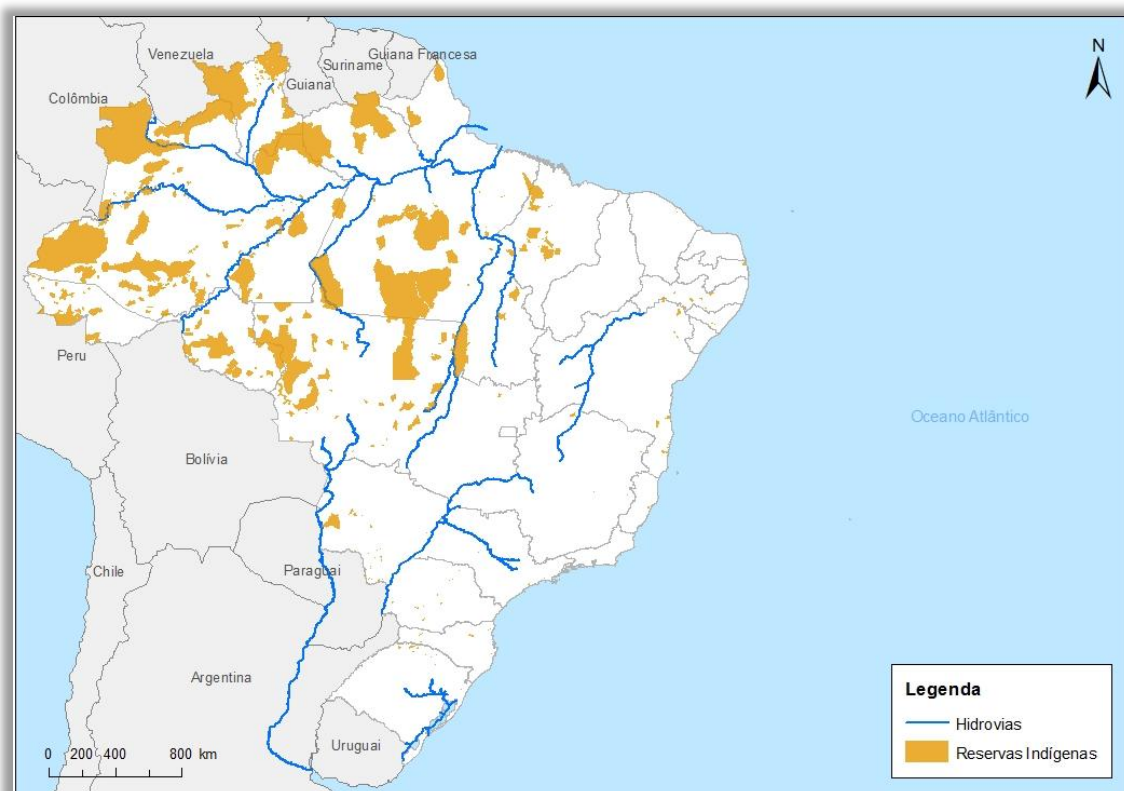 Venezuela
Guiana Francesa
Suriname
Guiana
Colômbia
N
Peru
Oceano Atlântico
Bolívia
Chile
Paraguai
Argentina
Uruguai
Legenda
Hidrovias
Reservas Indígenas
0 200 400 800 km